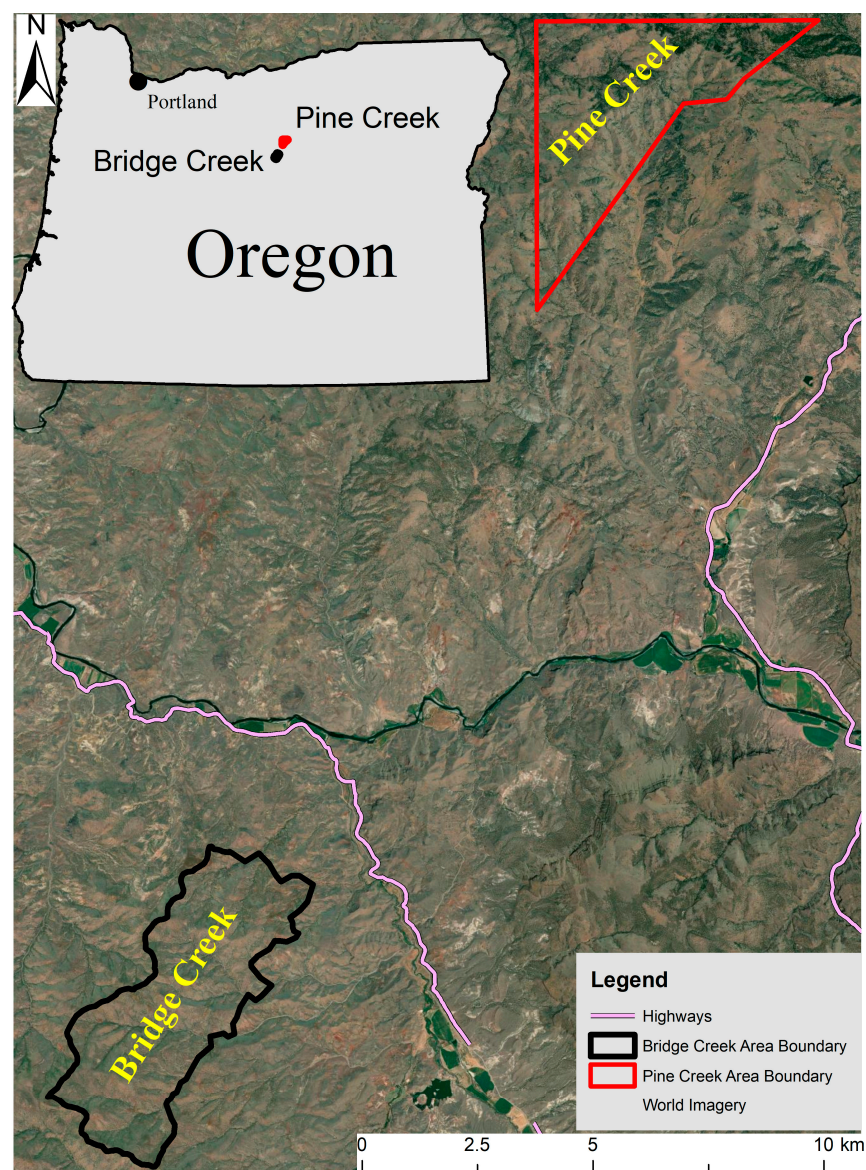 N
Portland
Pine Creek
Bridge Creek
Oregon
Pine Creek
Bridge Creek
Legend
Highways
Bridge Creek Area Boundary
Pine Creek Area Boundary
World Imagery
0 2.5 5 10 km